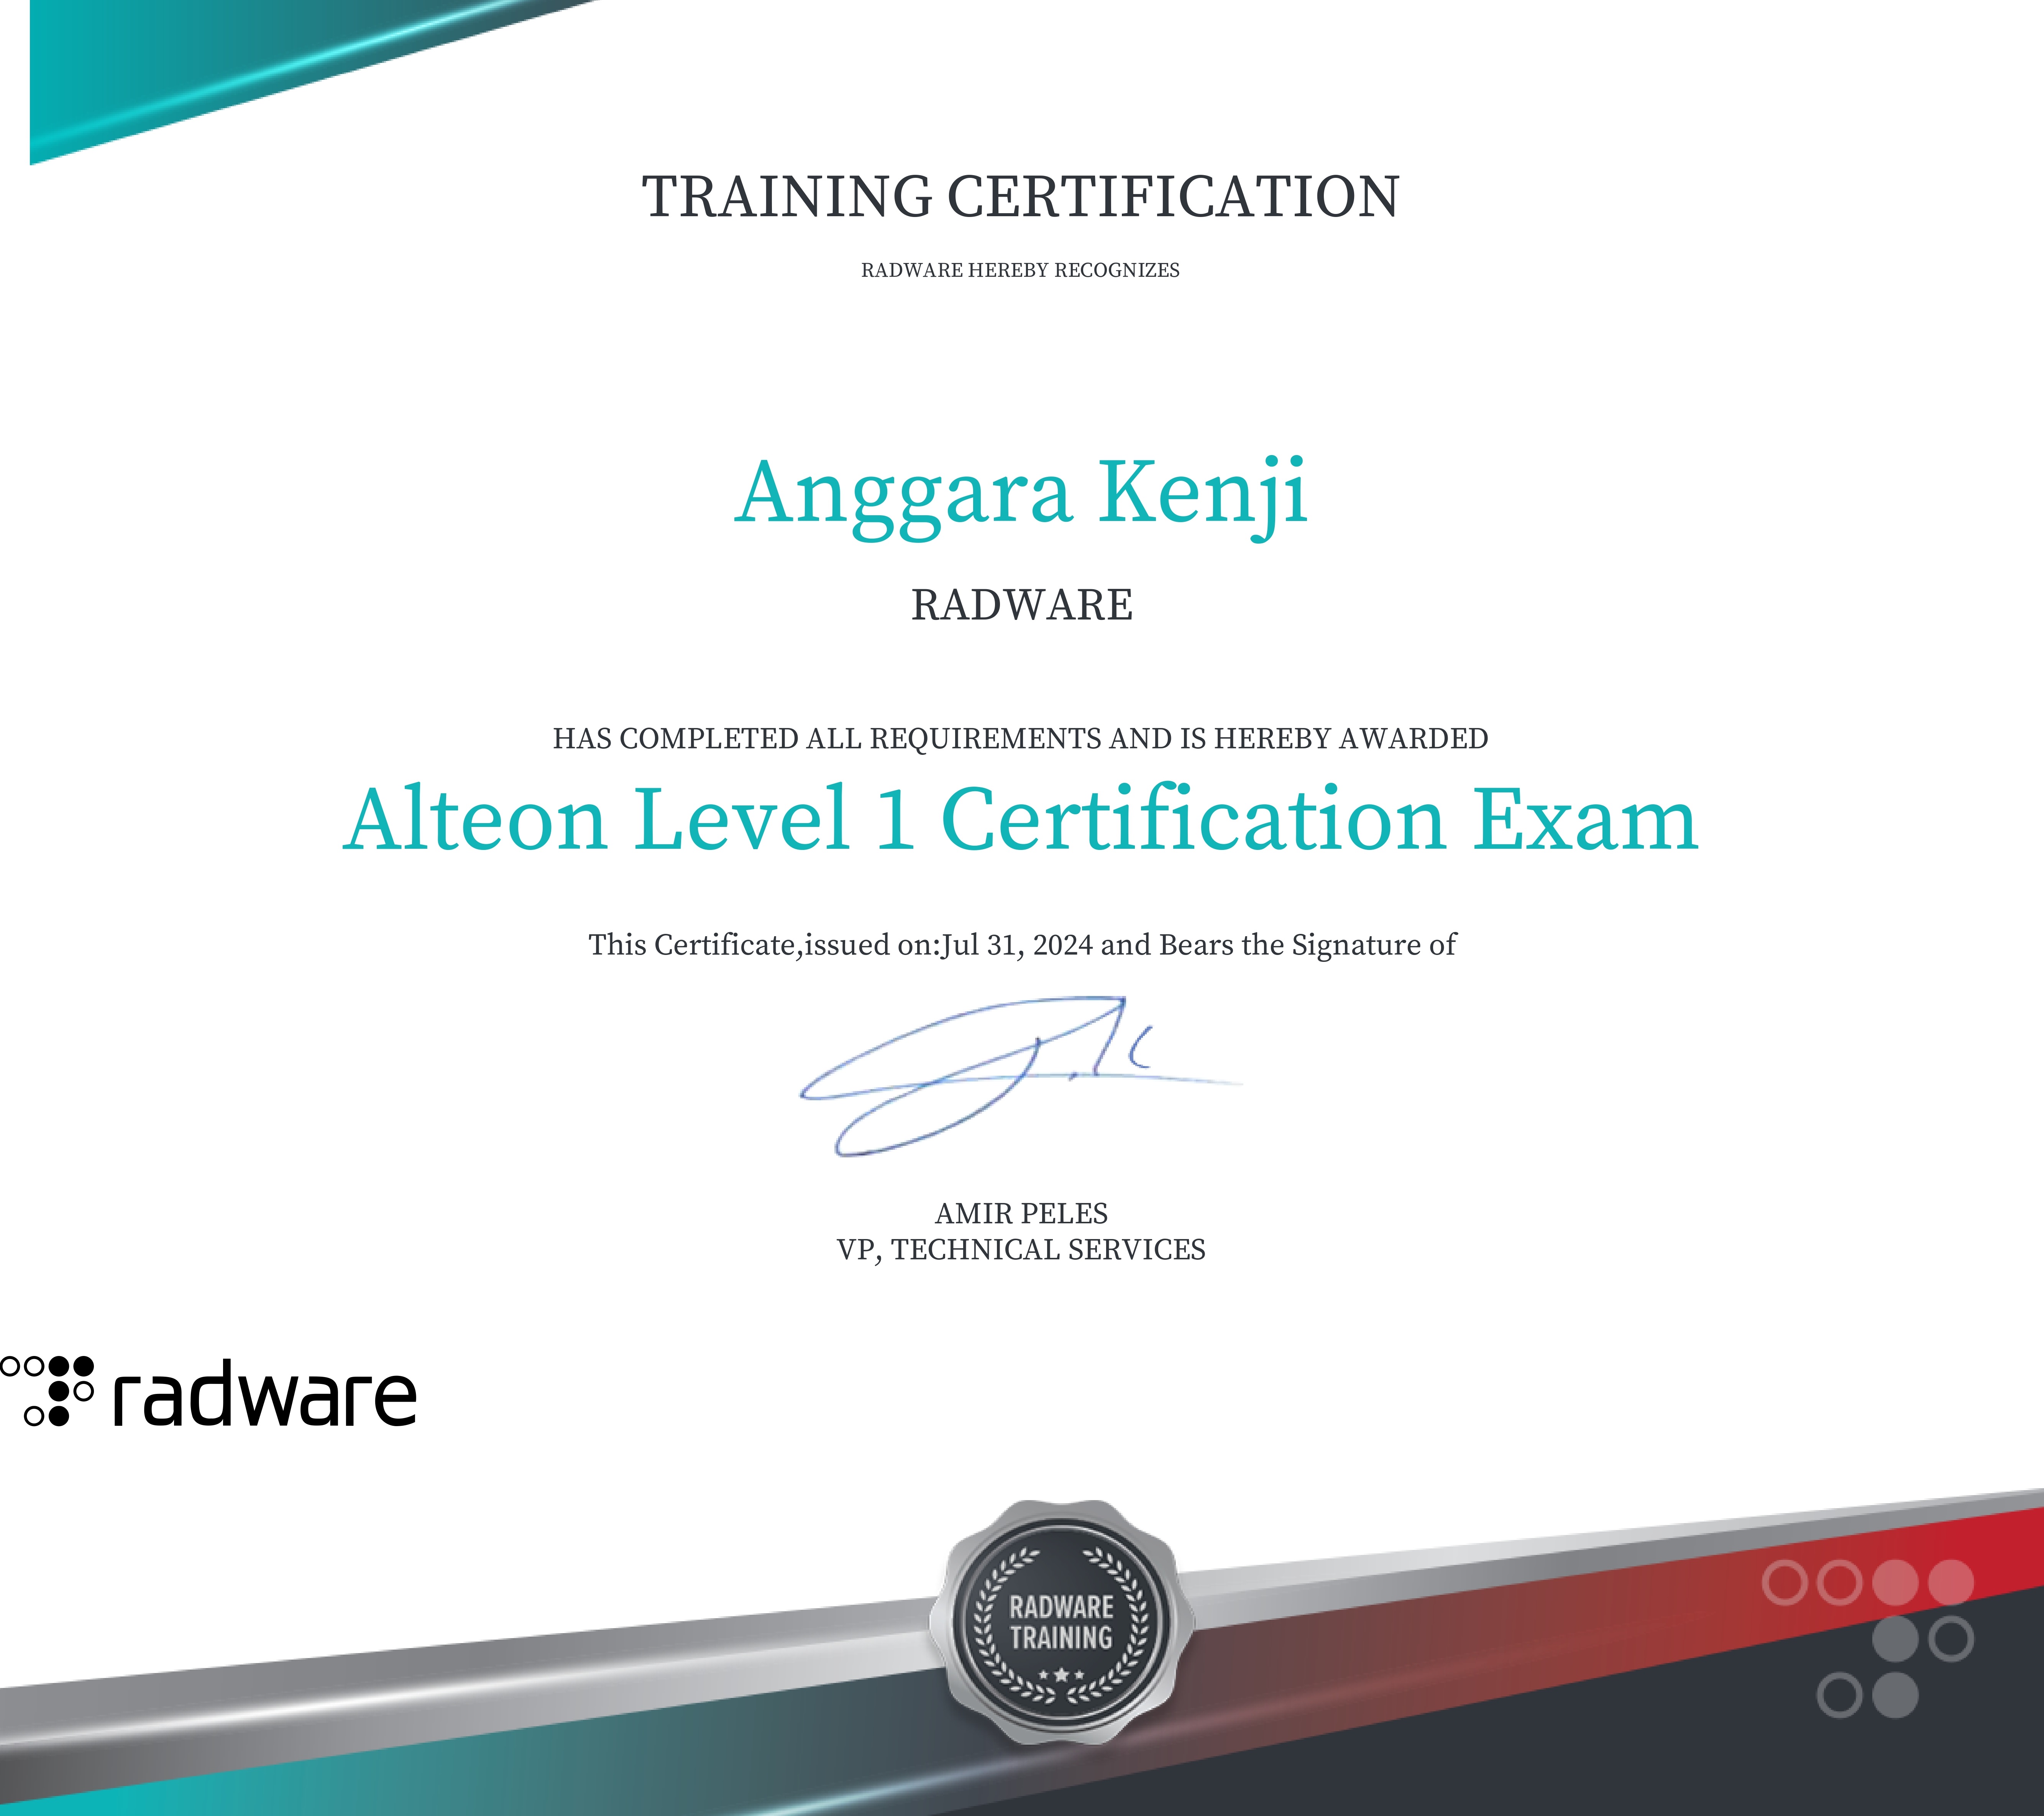 TRAINING CERTIFICATION
RADWARE HEREBY RECOGNIZES
Anggara Kenji
RADWARE
HAS COMPLETED ALL REQUIREMENTS AND IS HEREBY AWARDED
Alteon Level 1 Certification Exam
This Certificate,issued on:Jul 31, 2024 and Bears the Signature of
AMIR PELES
VP, TECHNICAL SERVICES
radware
RADWARE
TRAINING